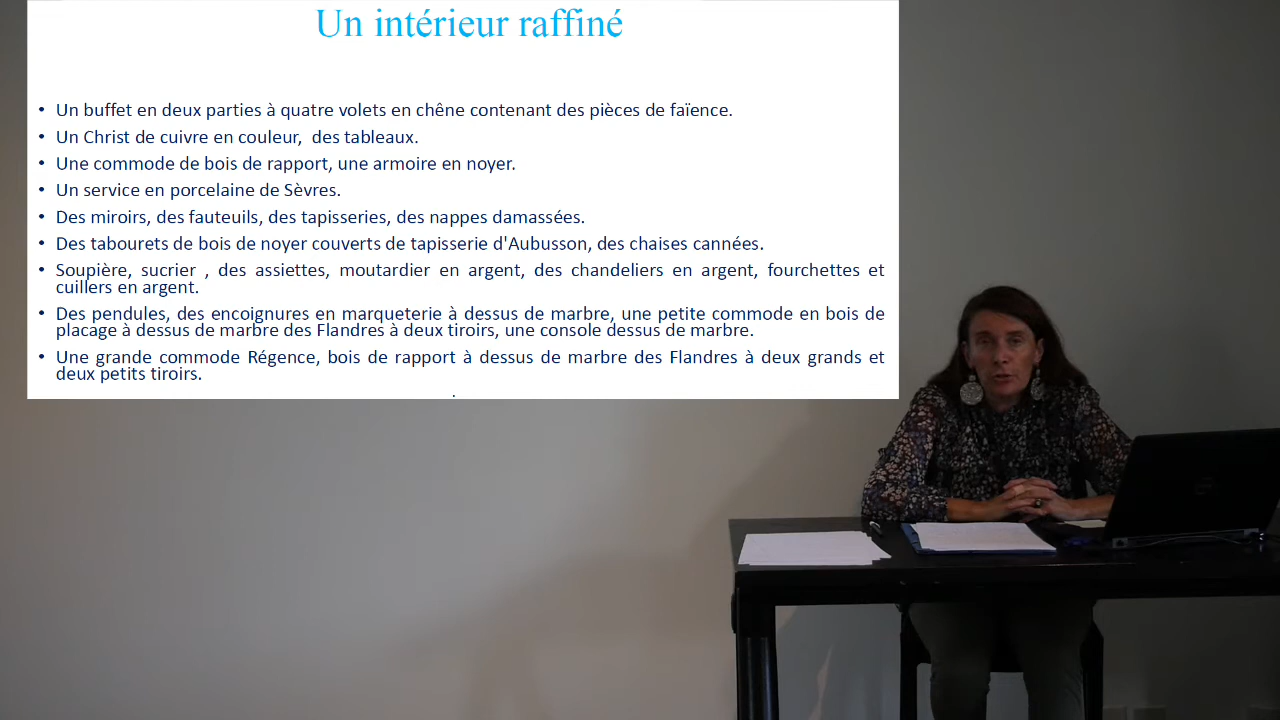 Un intérieur raffiné
• Un buffet en deux parties à quatre volets en chêne contenant des pièces de faïence.
• Un Christ de cuivre en couleur, des tableaux.
• Une commode de bois de rapport, une armoire en noyer.
• Un service en porcelaine de Sèvres.
• Des miroirs, des fauteuils, des tapisseries, des nappes damassées.
• Des tabourets de bois de noyer couverts de tapisserie d'Aubusson, des chaises cannées.
• Soupière, sucrier , des assiettes, moutardier en argent, des chandeliers en argent, fourchettes et
cuillers en argent.
• Des pendules, des encoignures en marqueterie à dessus de marbre, une petite commode en bois de
placage à dessus de marbre des Flandres à deux tiroirs, une console dessus de marbre.
• Une grande commode Régence, bois de rapport à dessus de marbre des Flandres à deux grands et
deux petits tiroirs.
.